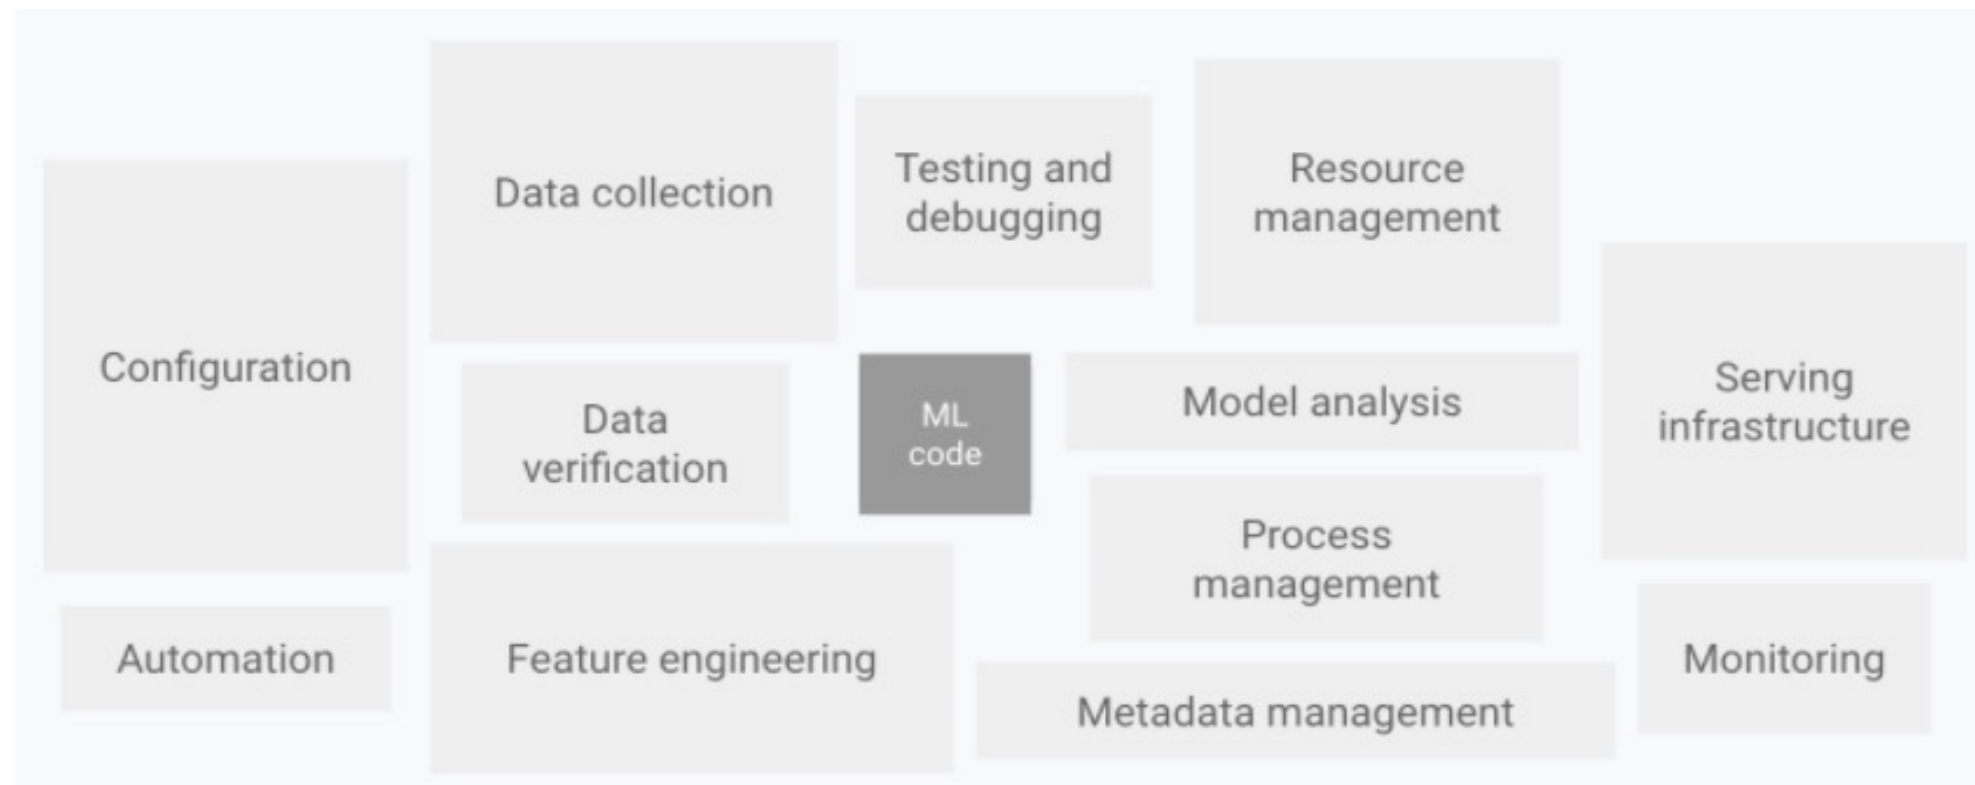 Configuration
Automation
Data collection
Data
verification
Feature engineering
Testing and
debugging
ML
code
Resource
management
Model analysis
Process
management
Metadata management
Serving
infrastructure
Monitoring